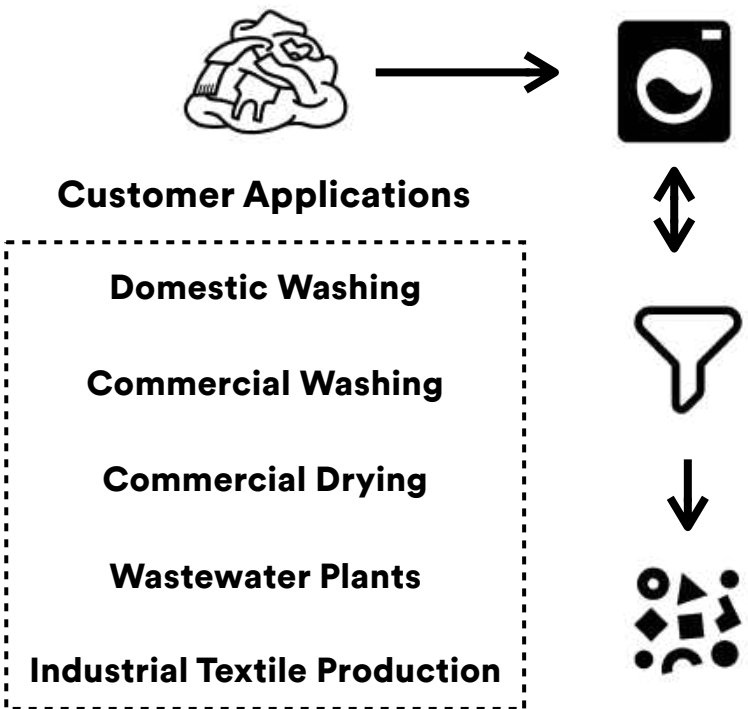 Customer Applications
Domestic Washing
Commercial Washing
Commercial Drying
Wastewater Plants
Industrial Textile Production